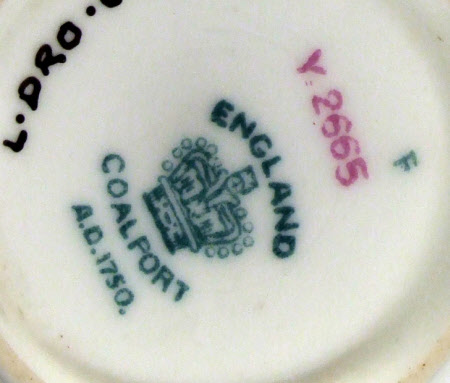 L.DRO.
ENGLAND
COALPORT
A.D.1750.
Y.2665
F